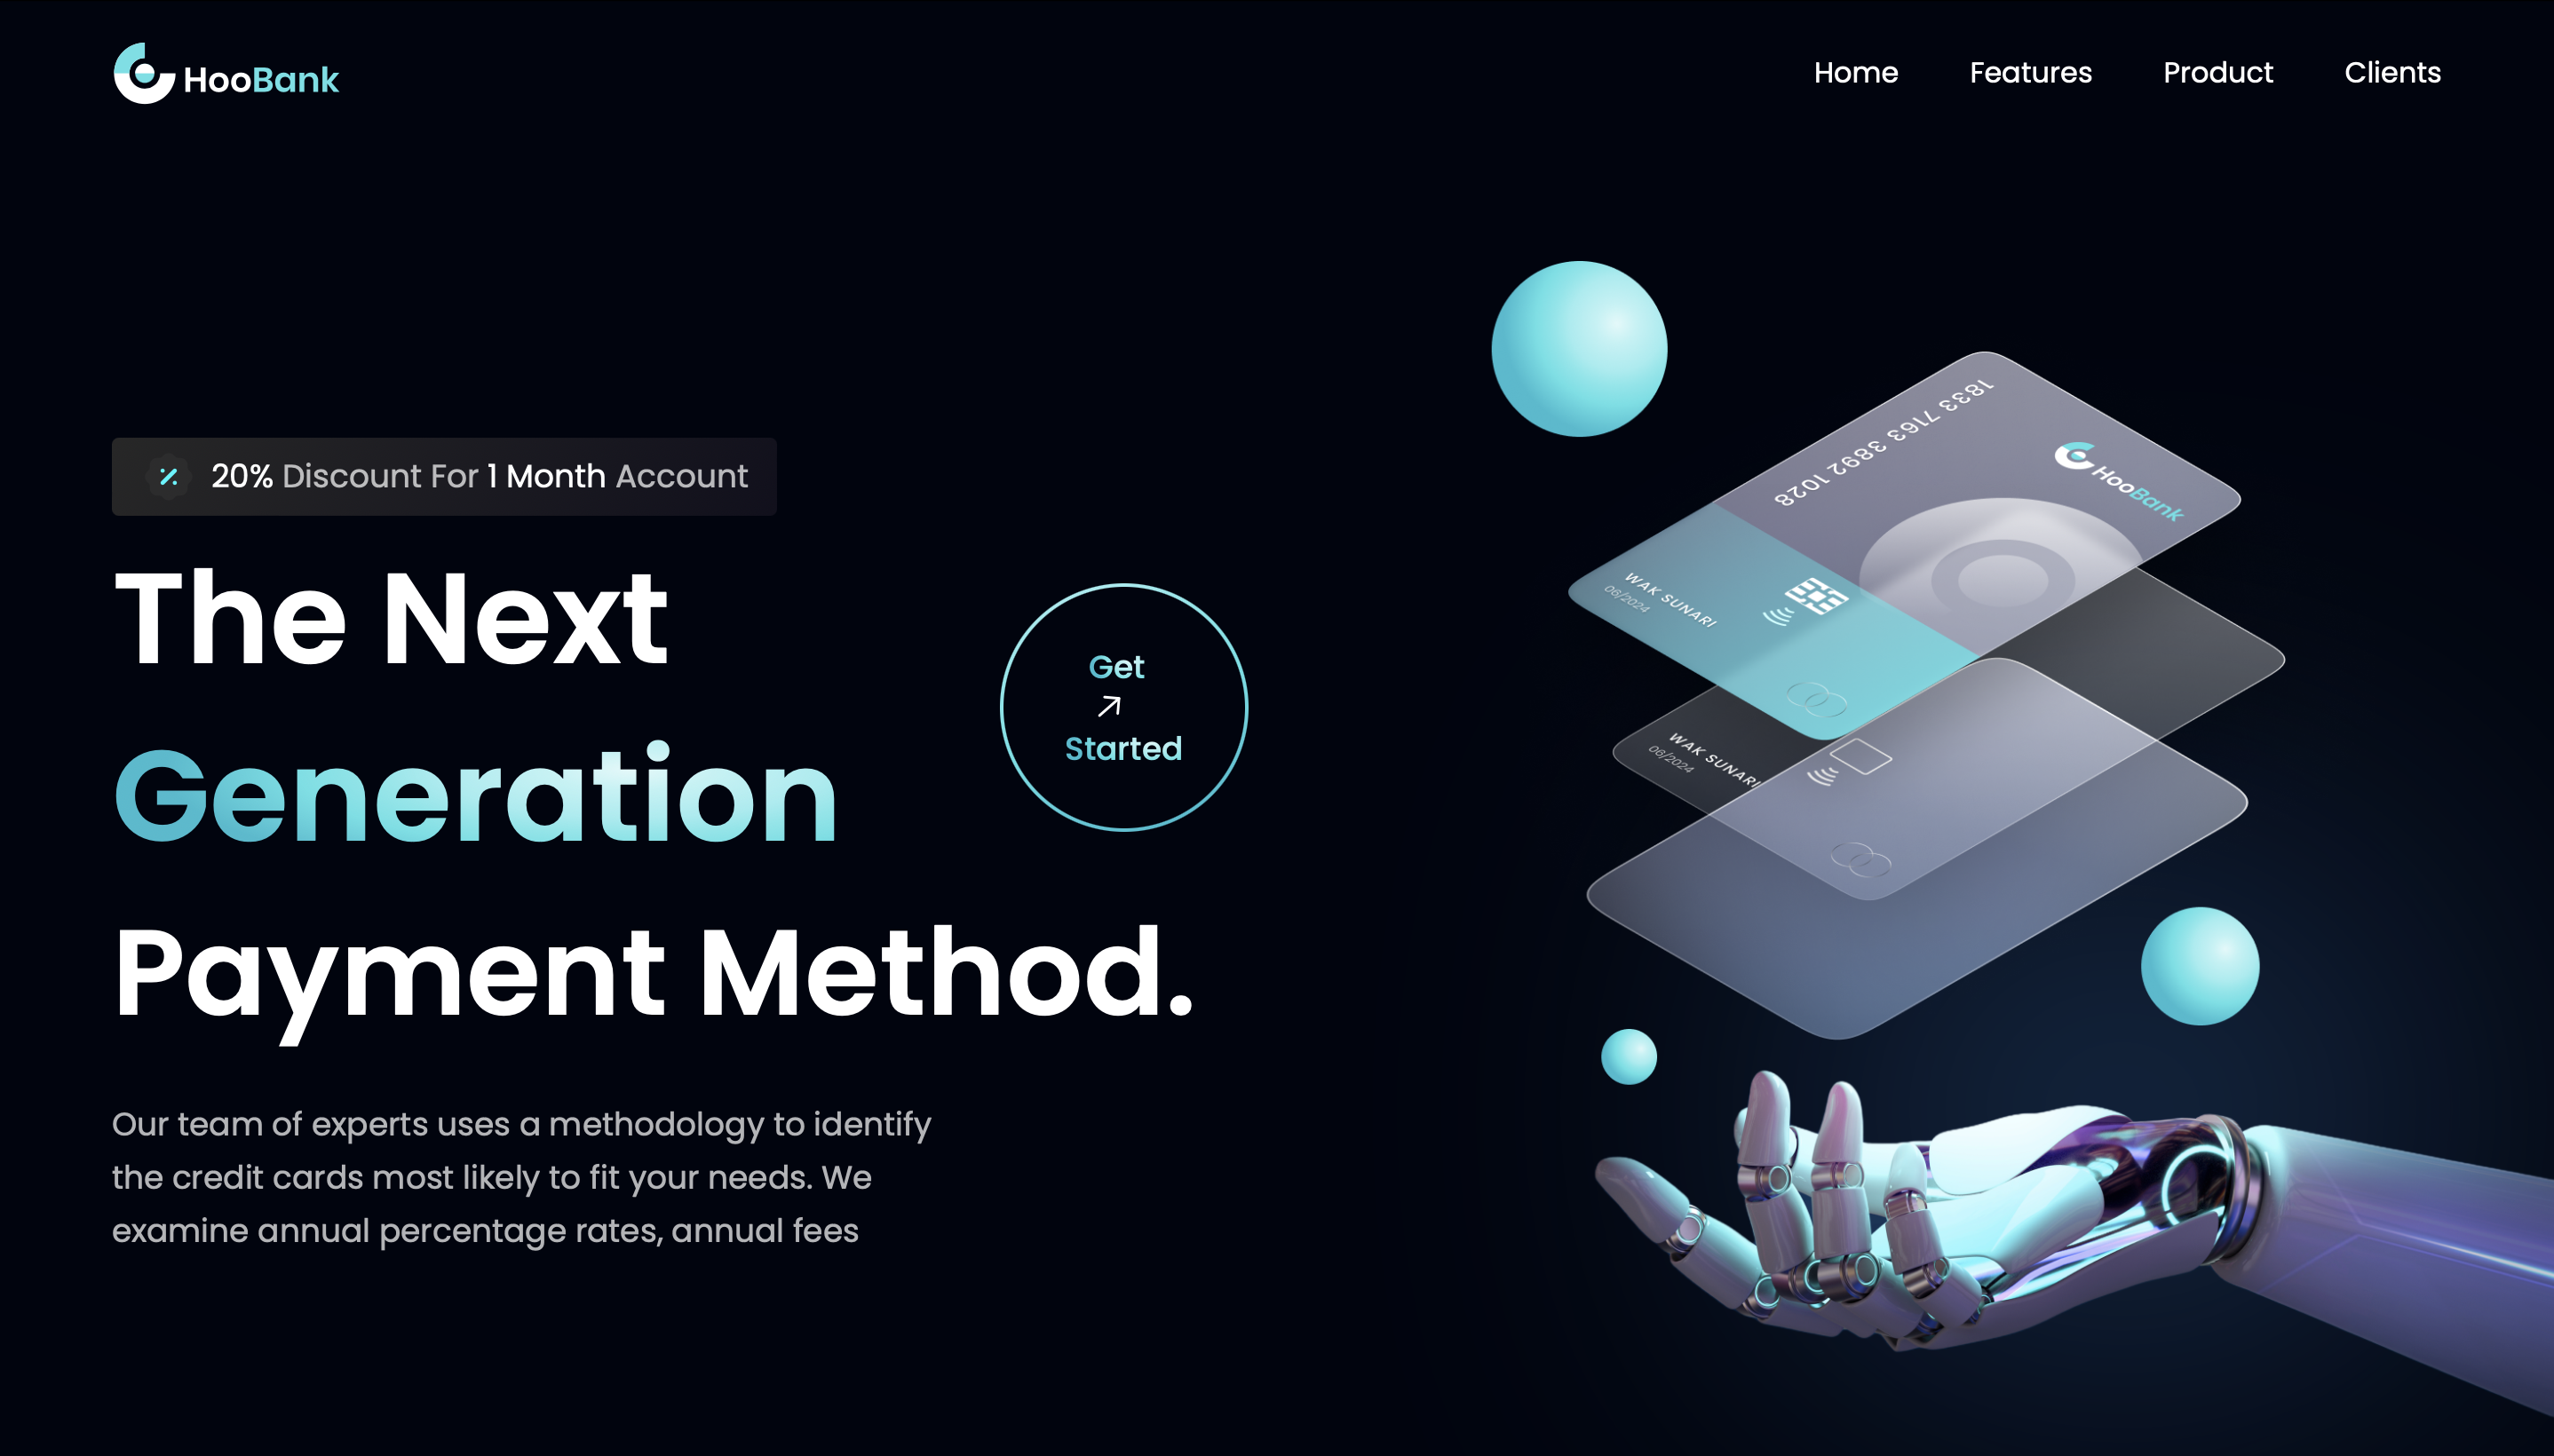 HooBank
Home
Features
Product
Clients
20% Discount For 1 Month Account
The Next
Generation
Payment Method.
Get
Started
Our team of experts uses a methodology to identify
the credit cards most likely to fit your needs. We
examine annual percentage rates, annual fees
1833 7163 3892 1028
HooBank
WAK SUNARI
06/2024
WAK SUNARI
06/2024